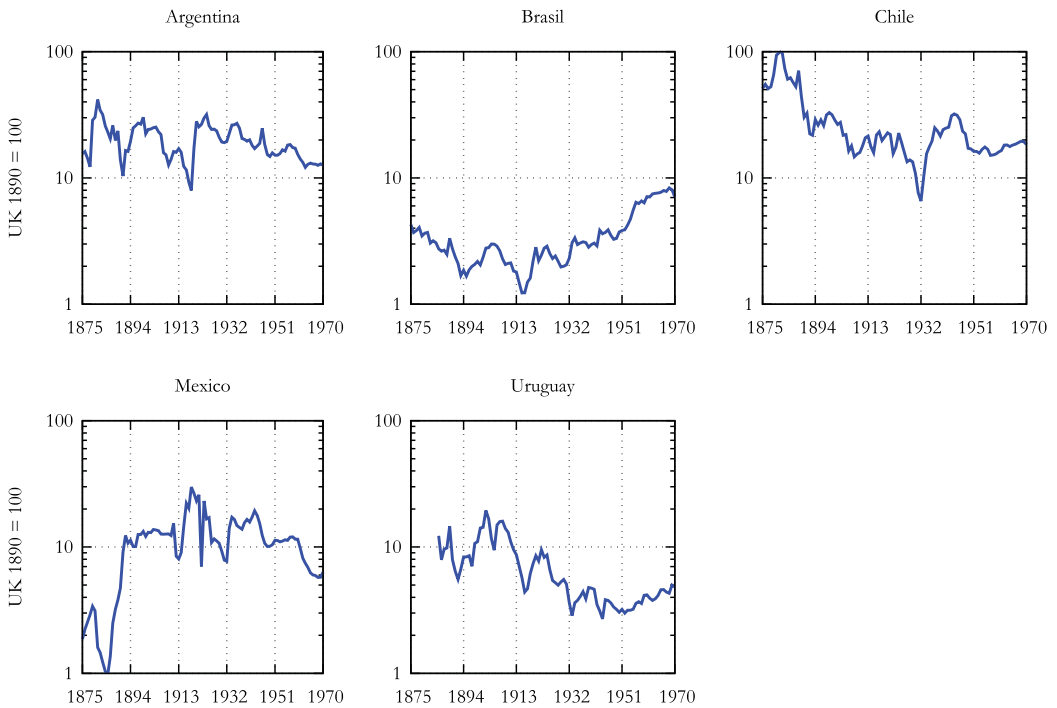 Argentina Brasil Chile
100 100 100
UK 1890 = 100
10 10 10
1 1 1
1875 1894 1913 1932 1951 1970 1875 1894 1913 1932 1951 1970 1875 1894 1913 1932 1951 1970
Mexico Uruguay
100 100
UK 1890 = 100
10 10
1 1
1875 1894 1913 1932 1951 1970 1875 1894 1913 1932 1951 1970